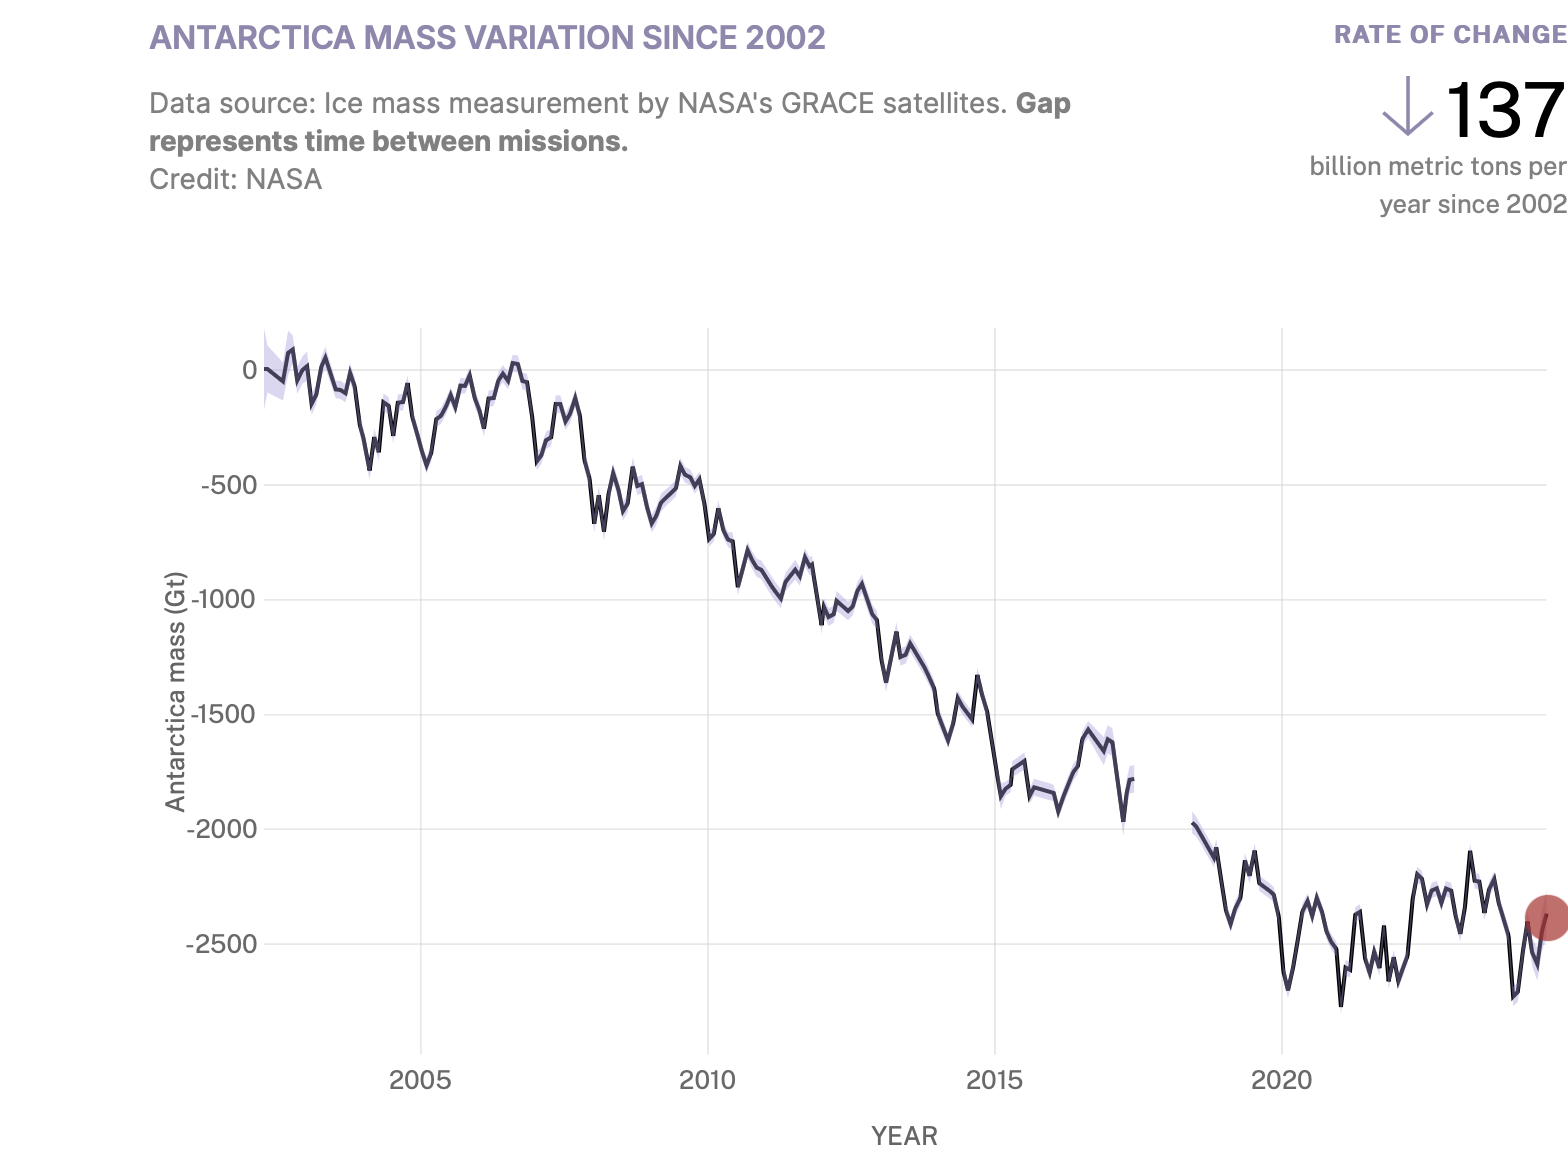 ANTARCTICA MASS VARIATION SINCE 2002
RATE OF CHANGE
Data source: Ice mass measurement by NASA's GRACE satellites. Gap
represents time between missions.
Credit: NASA
137
billion metric tons per
year since 2002
0
-500
-1000
-1500
-2000
-2500
Antarctica mass (Gt)
2005
2010
2015
2020
YEAR